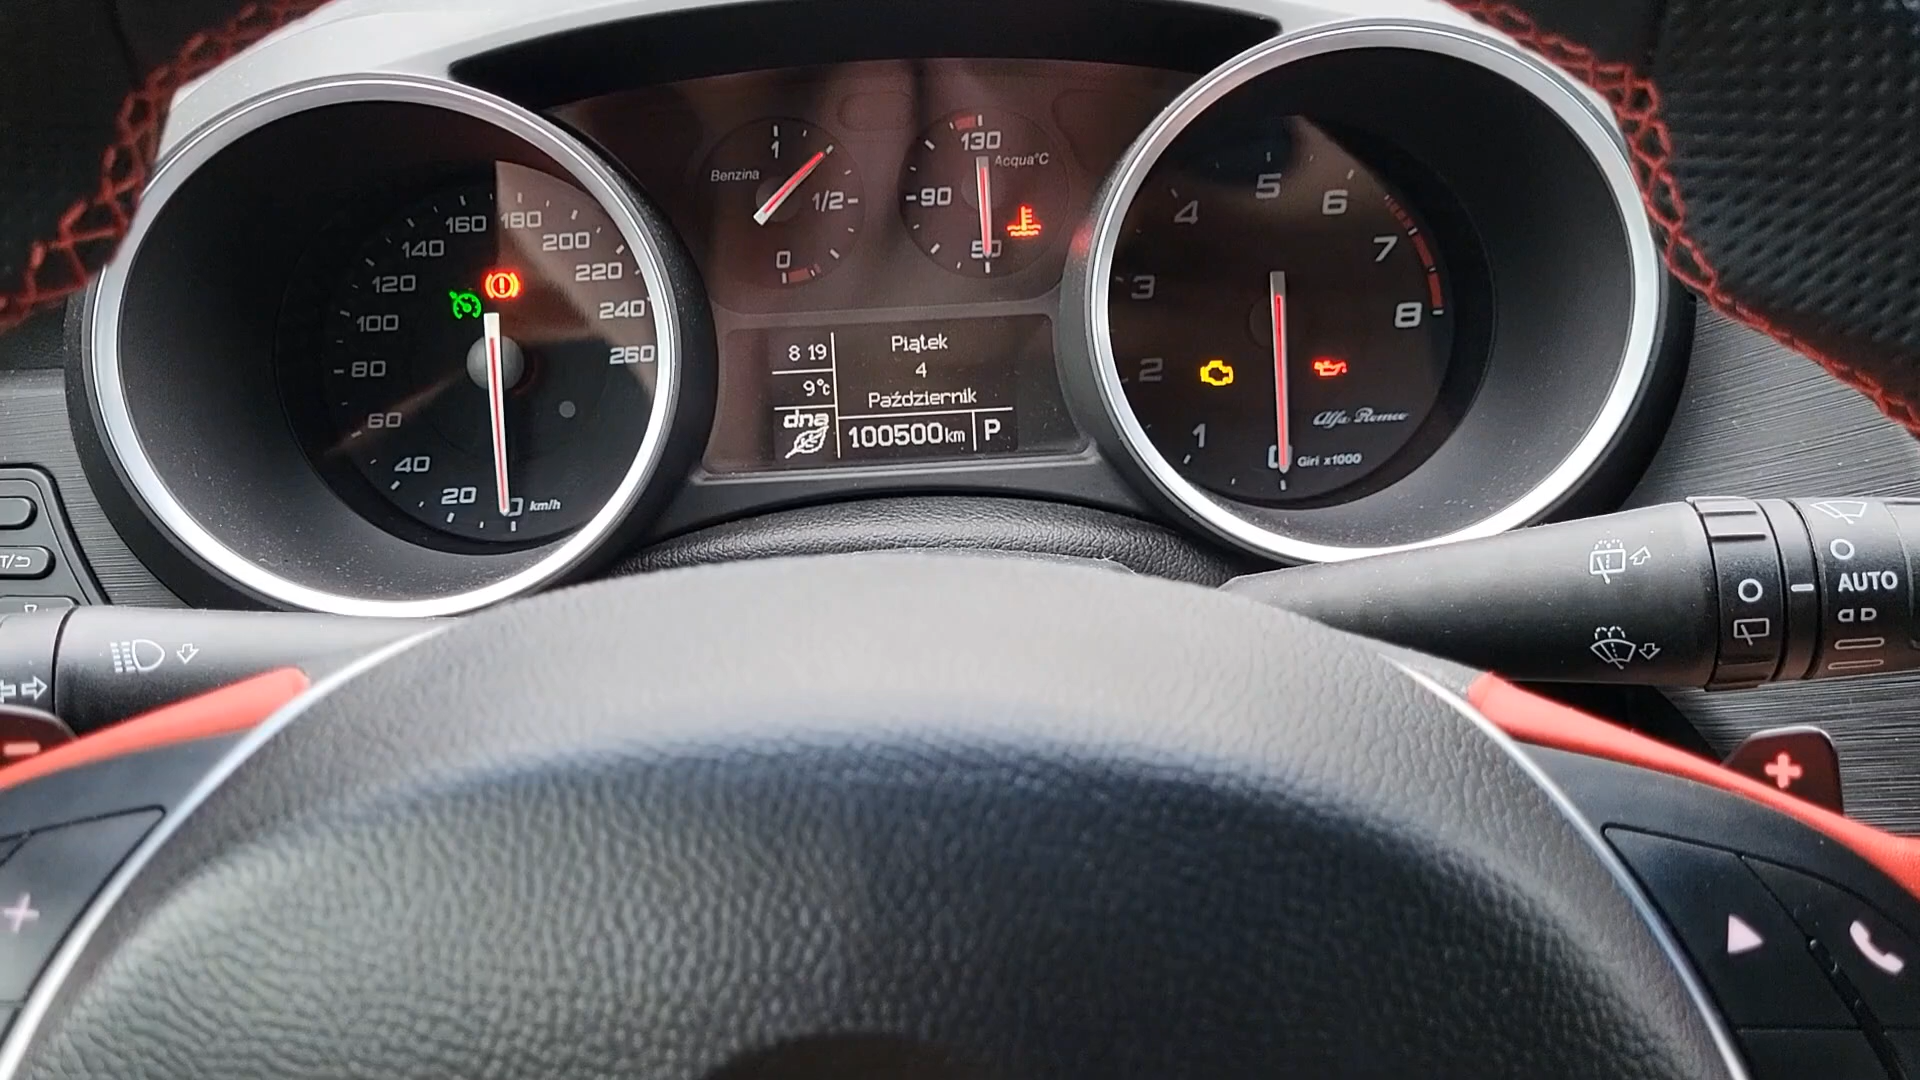 0
20
40
60
80
100
120
140
160
180
200
220
240
260
km/h
Benzina
1
1/2
0
130
Acqua°C
90
50
8 19
Piątek
9°c
4
Październik
dna
100500km
P
0
1
2
3
4
5
6
7
8
Alfa Romeo
Giri x1000
AUTO